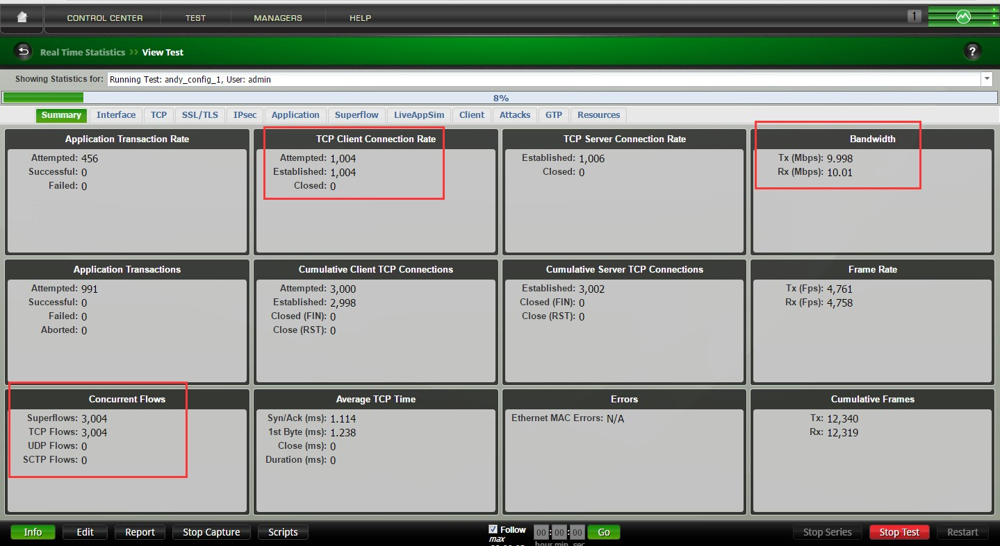 CONTROL CENTER TEST MANAGERS HELP 1
Real Time Statistics >> View Test ?
Showing Statistics for: Running Test: andy_config_1, User: admin
8%
Summary Interface TCP SSL/TLS IPsec Application Superflow LiveAppSim Client Attacks GTP Resources
Application Transaction Rate
Attempted: 456
Successful: 0
Failed: 0
TCP Client Connection Rate
Attempted: 1,004
Established: 1,004
Closed: 0
TCP Server Connection Rate
Established: 1,006
Closed: 0
Bandwidth
Tx (Mbps): 9.998
Rx (Mbps): 10.01
Application Transactions
Attempted: 991
Successful: 0
Failed: 0
Aborted: 0
Cumulative Client TCP Connections
Attempted: 3,000
Established: 2,998
Closed (FIN): 0
Close (RST): 0
Cumulative Server TCP Connections
Established: 3,002
Closed (FIN): 0
Close (RST): 0
Frame Rate
Tx (Fps): 4,761
Rx (Fps): 4,758
Concurrent Flows
Superflows: 3,004
TCP Flows: 3,004
UDP Flows: 0
SCTP Flows: 0
Average TCP Time
Syn/Ack (ms): 1.114
1st Byte (ms): 1.238
Close (ms): 0
Duration (ms): 0
Errors
Ethernet MAC Errors: N/A
Cumulative Frames
Tx: 12,340
Rx: 12,319
Info Edit Report Stop Capture Scripts Follow 00:00:00 Go Stop Series Stop Test Restart
max
hour min sec